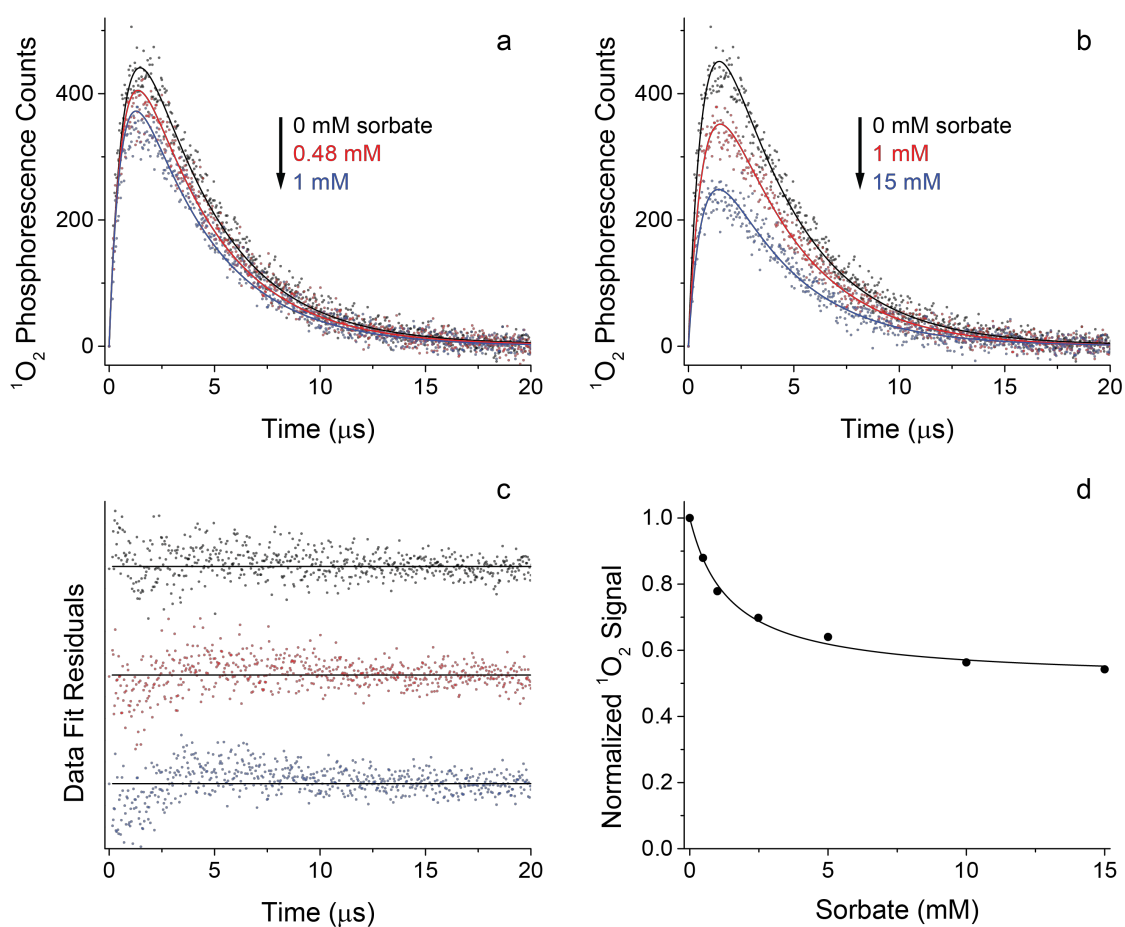 a
¹O₂ Phosphorescence Counts
400
200
0
0 mM sorbate
0.48 mM
1 mM
0 5 10 15 20
Time (μs)
b
¹O₂ Phosphorescence Counts
400
200
0
0 mM sorbate
1 mM
15 mM
0 5 10 15 20
Time (μs)
c
Data Fit Residuals
0 5 10 15 20
Time (μs)
d
Normalized ¹O₂ Signal
1.0
0.8
0.6
0.4
0.2
0.0
0 5 10 15
Sorbate (mM)